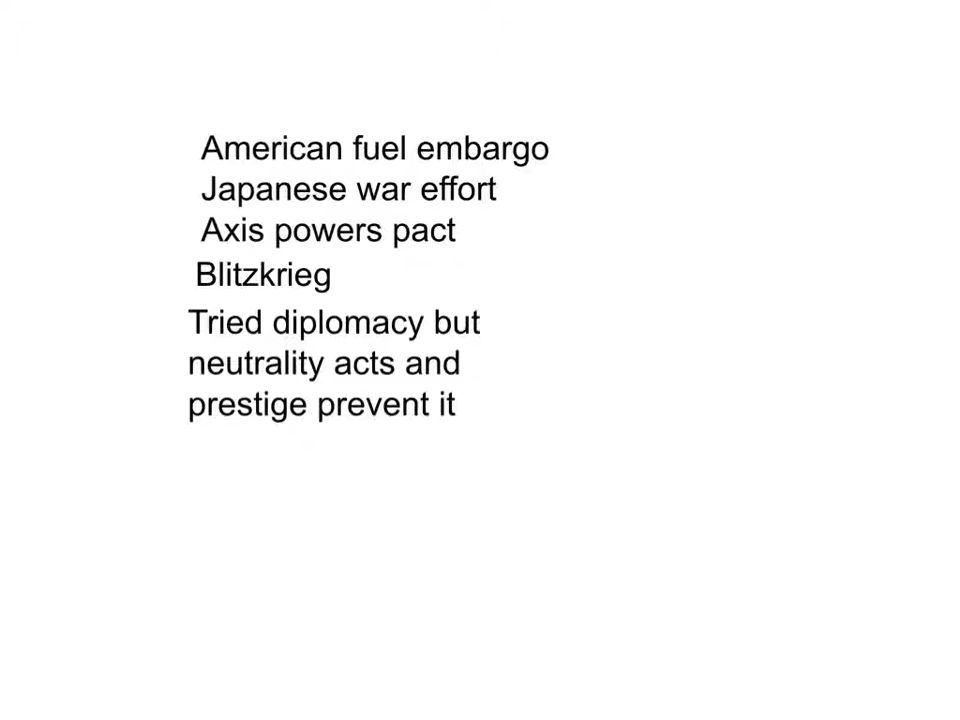 American fuel embargo
Japanese war effort
Axis powers pact
Blitzkrieg
Tried diplomacy but
neutrality acts and
prestige prevent it